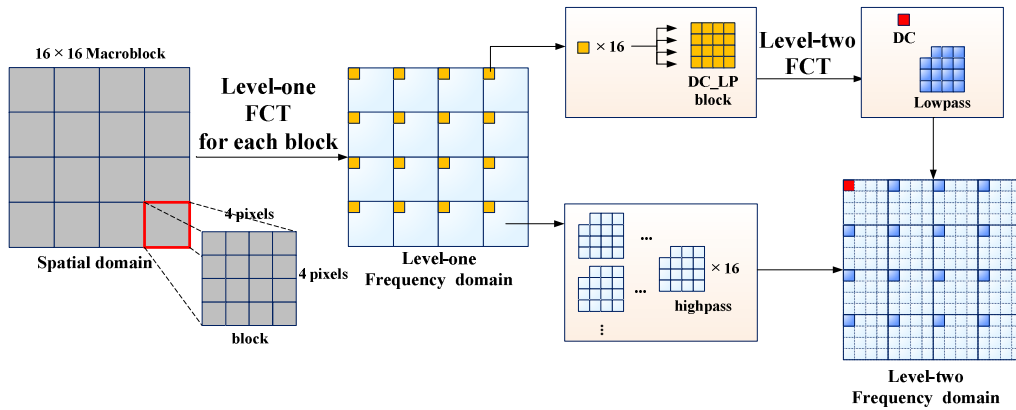 16 × 16 Macroblock
Spatial domain
4 pixels
4 pixels
block
Level-one
FCT
for each block
Level-one
Frequency domain
× 16
DC_LP
block
Level-two
FCT
DC
Lowpass
...
...
× 16
highpass
...
Level-two
Frequency domain